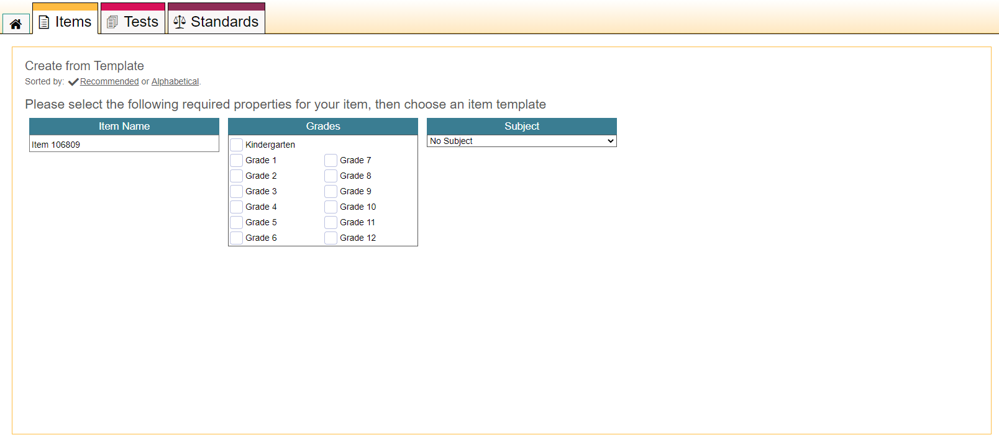 Items
Tests
Standards
Create from Template
Sorted by: Recommended or Alphabetical.
Please select the following required properties for your item, then choose an item template
Item Name
Item 106809
Grades
Kindergarten
Grade 1
Grade 2
Grade 3
Grade 4
Grade 5
Grade 6
Grade 7
Grade 8
Grade 9
Grade 10
Grade 11
Grade 12
Subject
No Subject